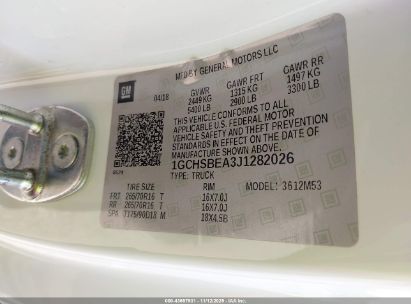 MFD BY GENERAL MOTORS LLC
GM
04/18 GVWR GAWR FRT GAWR RR
2449 KG 1315 KG 1497 KG
5400 LB 2900 LB 3300 LB
THIS VEHICLE CONFORMS TO ALL
APPLICABLE U.S. FEDERAL MOTOR
VEHICLE SAFETY AND THEFT PREVENTION
STANDARDS IN EFFECT ON THE DATE OF
MANUFACTURE SHOWN ABOVE.
1GCHSBEA3J1282026
TYPE: TRUCK
TIRE SIZE RIM MODEL: 3612M53
FRT 265/70R16 T 16X7.0J
RR 265/70R16 T 16X7.0J
SPA T175/90D18 M 18X4.5B